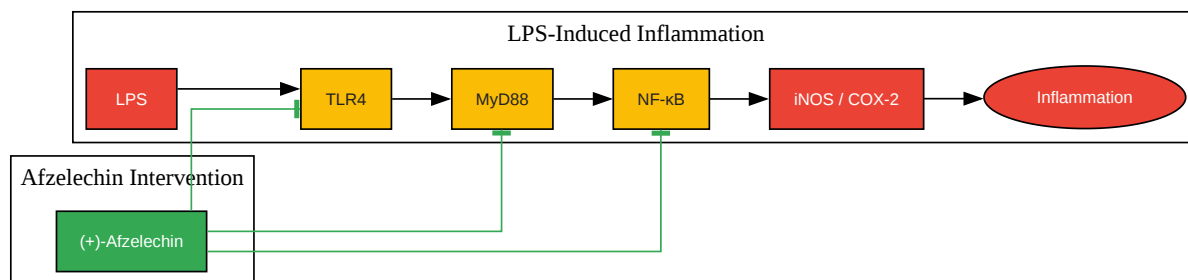 LPS-Induced Inflammation
LPS
TLR4
MyD88
NF-κB
iNOS / COX-2
Inflammation
Afzelechin Intervention
(+)-Afzelechin